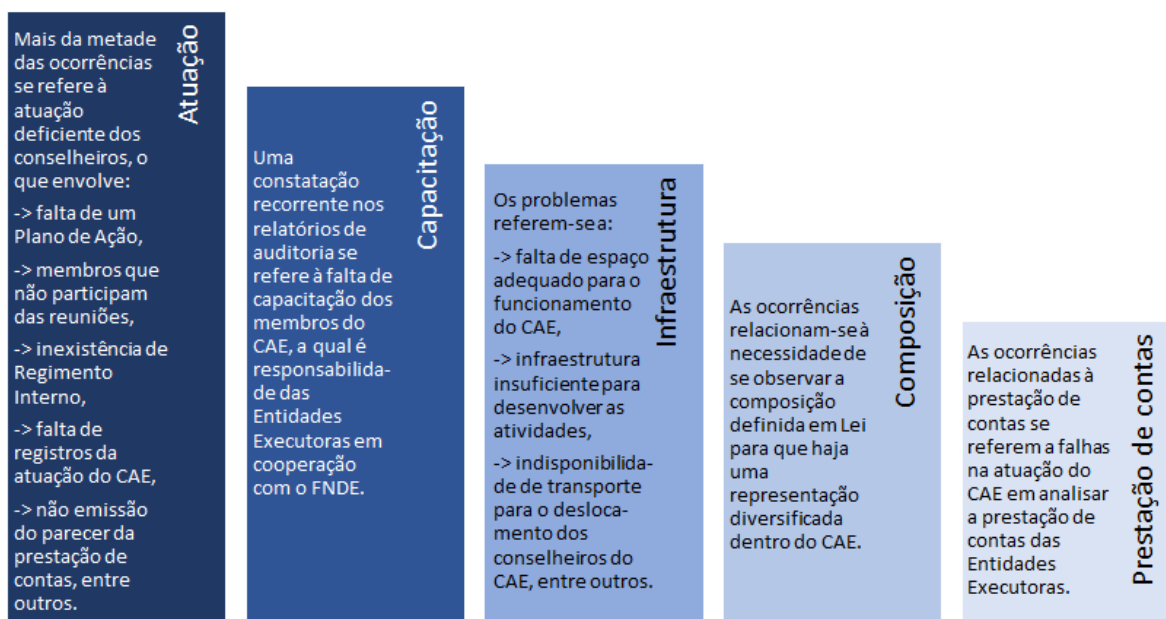 Atuação
Mais da metade
das ocorrências
se refere à
atuação
deficiente dos
conselheiros, o
que envolve:
-> falta de um
Plano de Ação,
-> membros que
não participam
das reuniões,
-> inexistência de
Regimento
Interno,
-> falta de
registros da
atuação do CAE,
-> não emissão
do parecer da
prestação de
contas, entre
outros.
Capacitação
Uma
constatação
recorrente nos
relatórios de
auditoria se
refere à falta de
capacitação dos
membros do
CAE, a qual é
responsabilida-
de das
Entidades
Executoras em
cooperação
com o FNDE.
Infraestrutura
Os problemas
referem-se a:
-> falta de espaço
adequado para o
funcionamento
do CAE,
-> infraestrutura
insuficiente para
desenvolver as
atividades,
-> indisponibilida-
de de transporte
para o desloca-
mento dos
conselheiros do
CAE, entre outros.
Composição
As ocorrências
relacionam-se à
necessidade de
se observar a
composição
definida em Lei
para que haja
uma
representação
diversificada
dentro do CAE.
Prestação de contas
As ocorrências
relacionadas à
prestação de
contas se
referem a falhas
na atuação do
CAE em analisar
a prestação de
contas das
Entidades
Executoras.